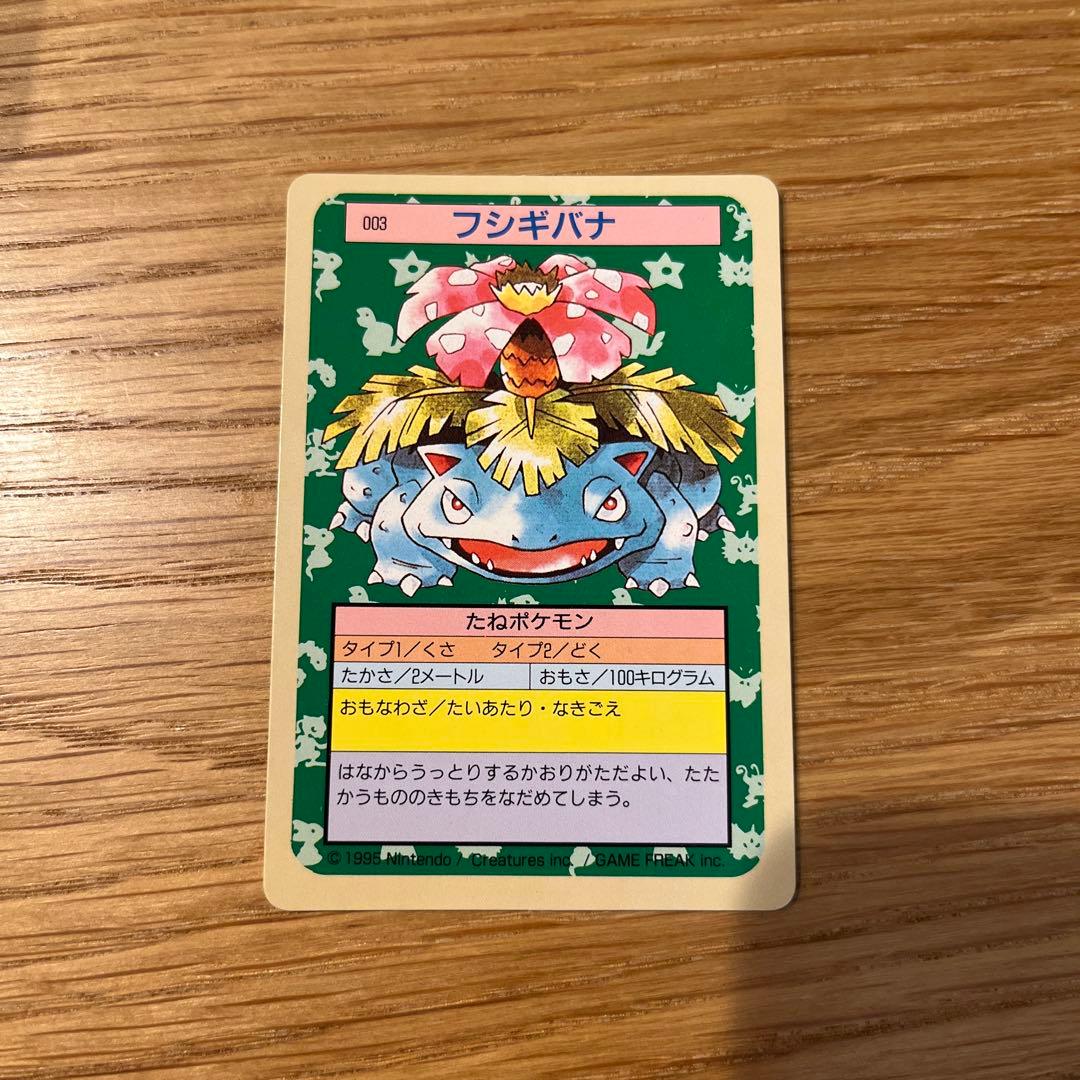 003 フシギバナ
たねポケモン
タイプ1/くさ タイプ2/どく
たかさ/2メートル おもさ/100キログラム
おもなわざ/たいあたり・なきごえ
はなからうっとりするかおりがただよい、たた
かうもののきもちをなだめてしまう。
© 1995 Nintendo / Creatures inc. / GAME FREAK inc.